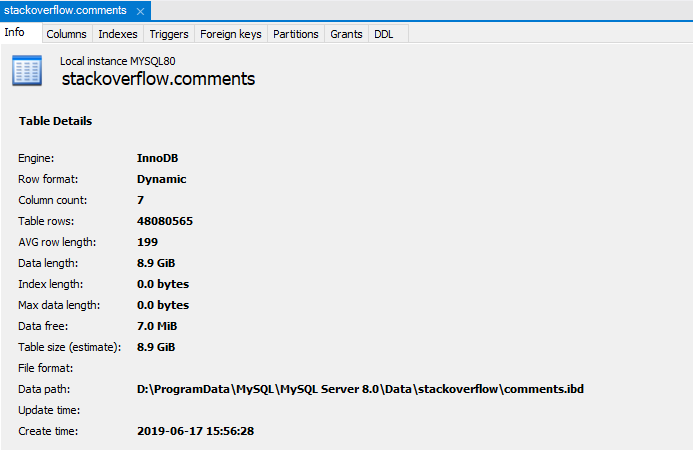 stackoverflow.comments
Info Columns Indexes Triggers Foreign keys Partitions Grants DDL
Local instance MYSQL80
stackoverflow.comments
Table Details
Engine: InnoDB
Row format: Dynamic
Column count: 7
Table rows: 48080565
AVG row length: 199
Data length: 8.9 GiB
Index length: 0.0 bytes
Max data length: 0.0 bytes
Data free: 7.0 MiB
Table size (estimate): 8.9 GiB
File format:
Data path: D:\ProgramData\MySQL\MySQL Server 8.0\Data\stackoverflow\comments.ibd
Update time:
Create time: 2019-06-17 15:56:28